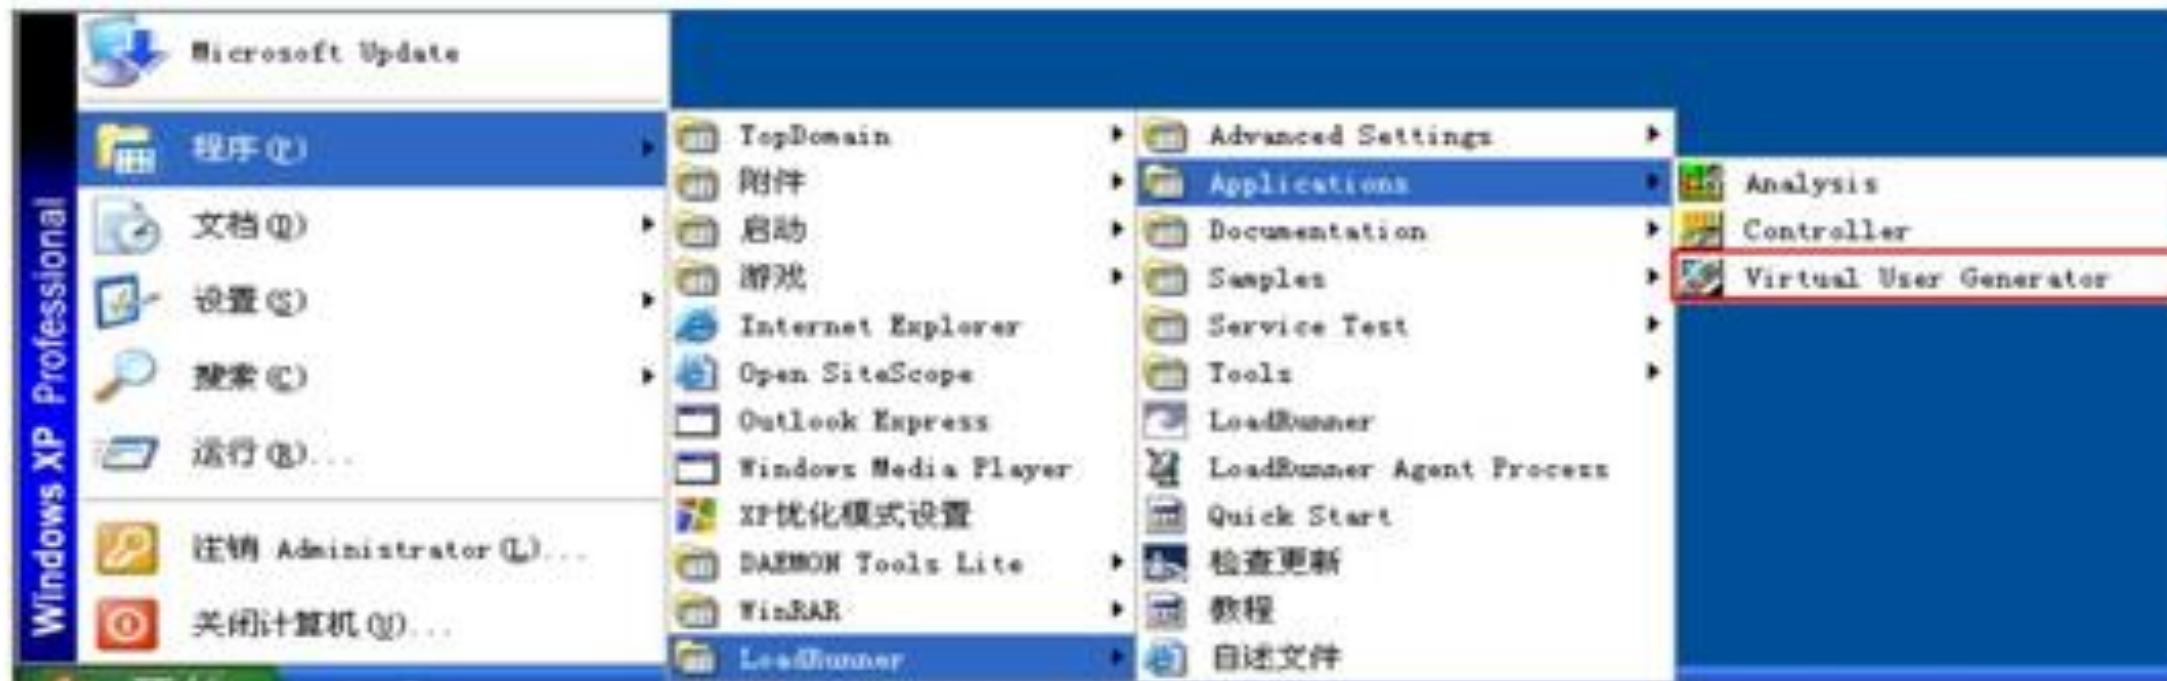 Microsoft Update
程序(P)
文档(D)
设置(S)
搜索(C)
运行(R)...
注销 Administrator(L)...
关闭计算机(U)...
Windows XP Professional
TopDomain
附件
启动
游戏
Internet Explorer
Open SiteScope
Outlook Express
Windows Media Player
XP优化模式设置
DAEMON Tools Lite
WinRAR
LoadRunner
Advanced Settings
Applications
Documentation
Samples
Service Test
Tools
LoadRunner
LoadRunner Agent Process
Quick Start
检查更新
教程
自述文件
Analysis
Controller
Virtual User Generator